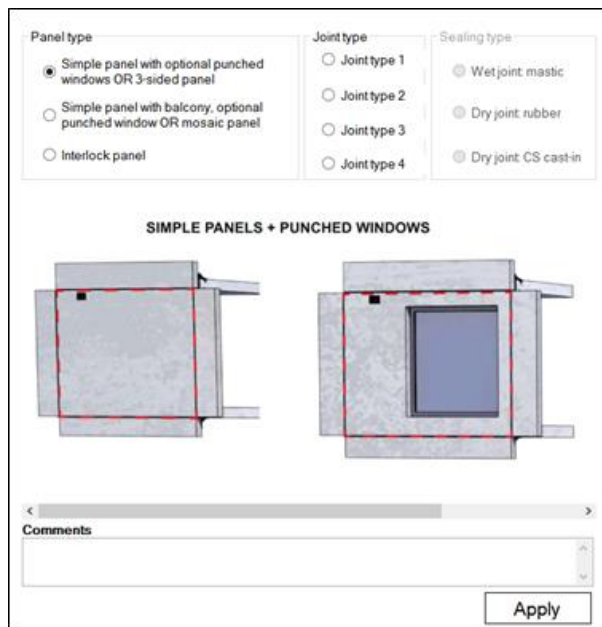 Panel type
Simple panel with optional punched
windows OR 3-sided panel
Simple panel with balcony, optional
punched window OR mosaic panel
Interlock panel
Joint type
Joint type 1
Joint type 2
Joint type 3
Joint type 4
Sealing type
Wet joint: mastic
Dry joint: rubber
Dry joint: CS cast-in
SIMPLE PANELS + PUNCHED WINDOWS
Comments
Apply